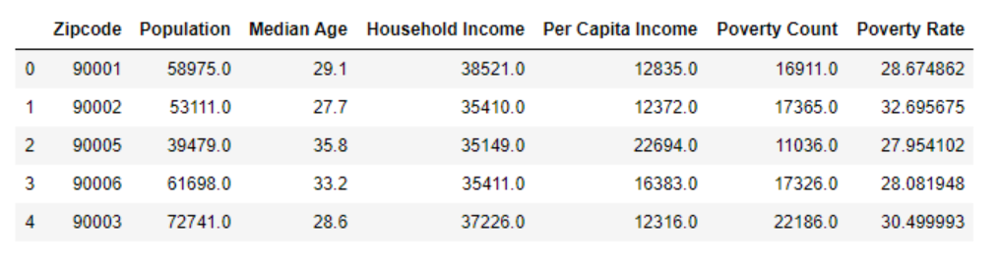 Zipcode Population Median Age Household Income Per Capita Income Poverty Count Poverty Rate
0 90001 58975.0 29.1 38521.0 12835.0 16911.0 28.674862
1 90002 53111.0 27.7 35410.0 12372.0 17365.0 32.695675
2 90005 39479.0 35.8 35149.0 22694.0 11036.0 27.954102
3 90006 61698.0 33.2 35411.0 16383.0 17326.0 28.081948
4 90003 72741.0 28.6 37226.0 12316.0 22186.0 30.499993